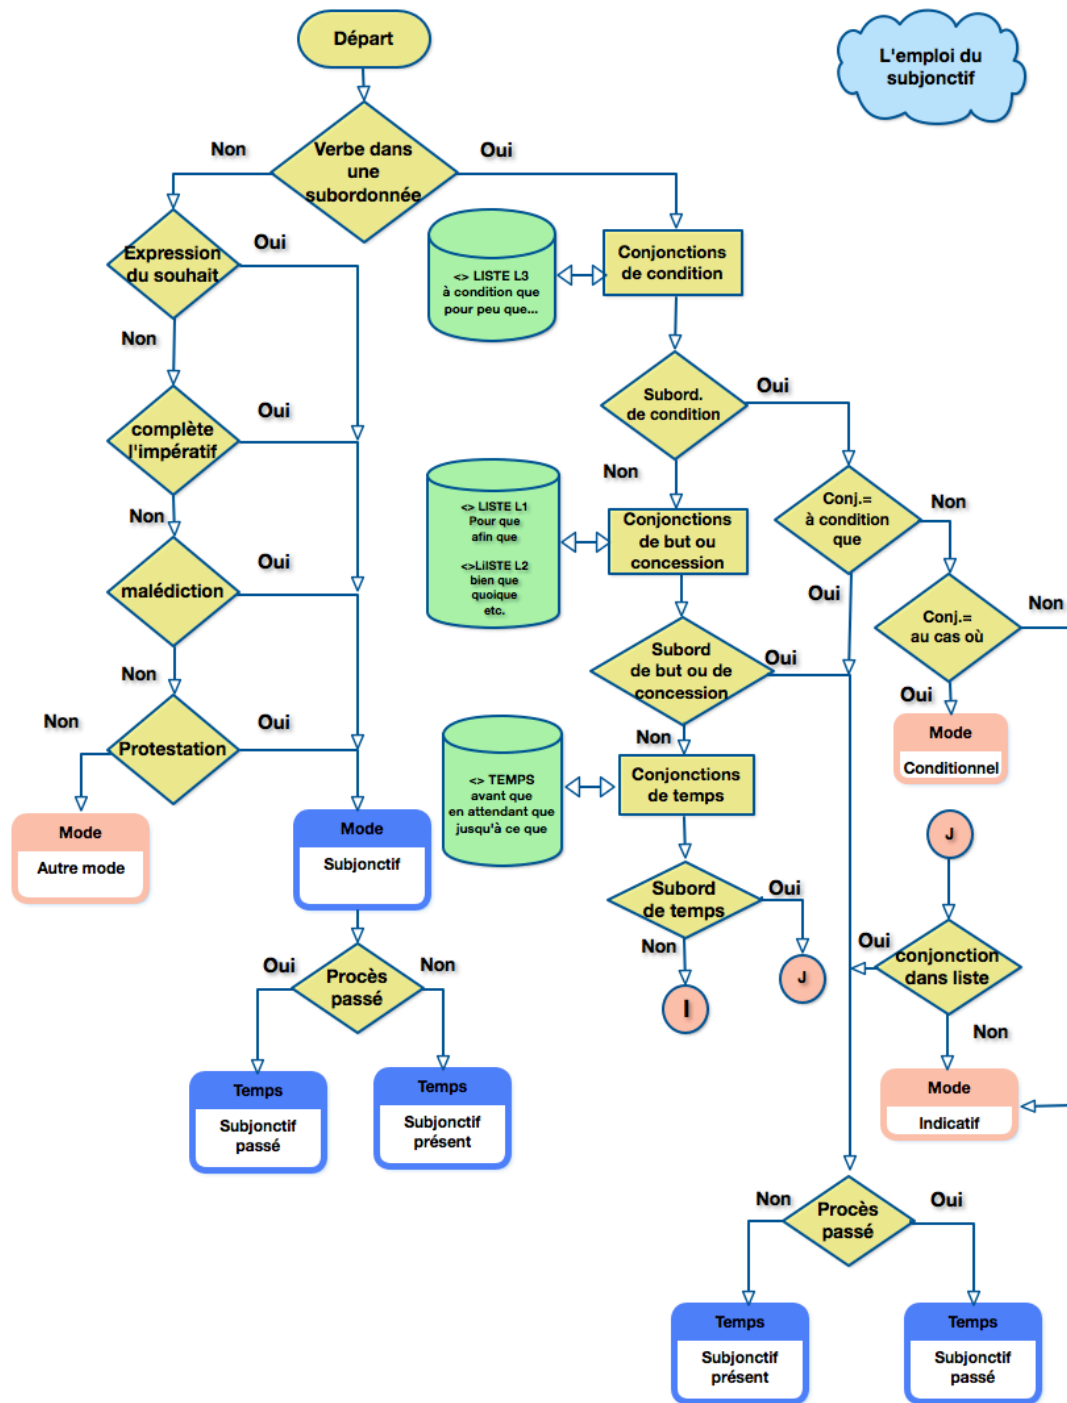 Départ
L'emploi du
subjonctif
Non
Verbe dans
une
subordonnée
Oui
Expression
du souhait
Oui
<> LISTE L3
à condition que
pour peu que...
Conjonctions
de condition
Non
complète
l'impératif
Oui
Subord.
de condition
Oui
Non
Non
<> LISTE L1
Pour que
afin que
<>LiISTE L2
bien que
quoique
etc.
Conjonctions
de but ou
concession
Conj.=
à condition
que
Non
malédiction
Oui
Oui
Conj.=
au cas où
Non
Non
Subord
de but ou de
concession
Oui
Oui
Mode
Conditionnel
Non
Protestation
Oui
Non
<> TEMPS
avant que
en attendant que
jusqu'à ce que
Conjonctions
de temps
Mode
Autre mode
Mode
Subjonctif
J
Subord
de temps
Oui
Non
I
J
Oui
conjonction
dans liste
Non
Oui
Procès
passé
Non
Temps
Subjonctif
passé
Temps
Subjonctif
présent
Mode
Indicatif
Non
Procès
passé
Oui
Temps
Subjonctif
présent
Temps
Subjonctif
passé